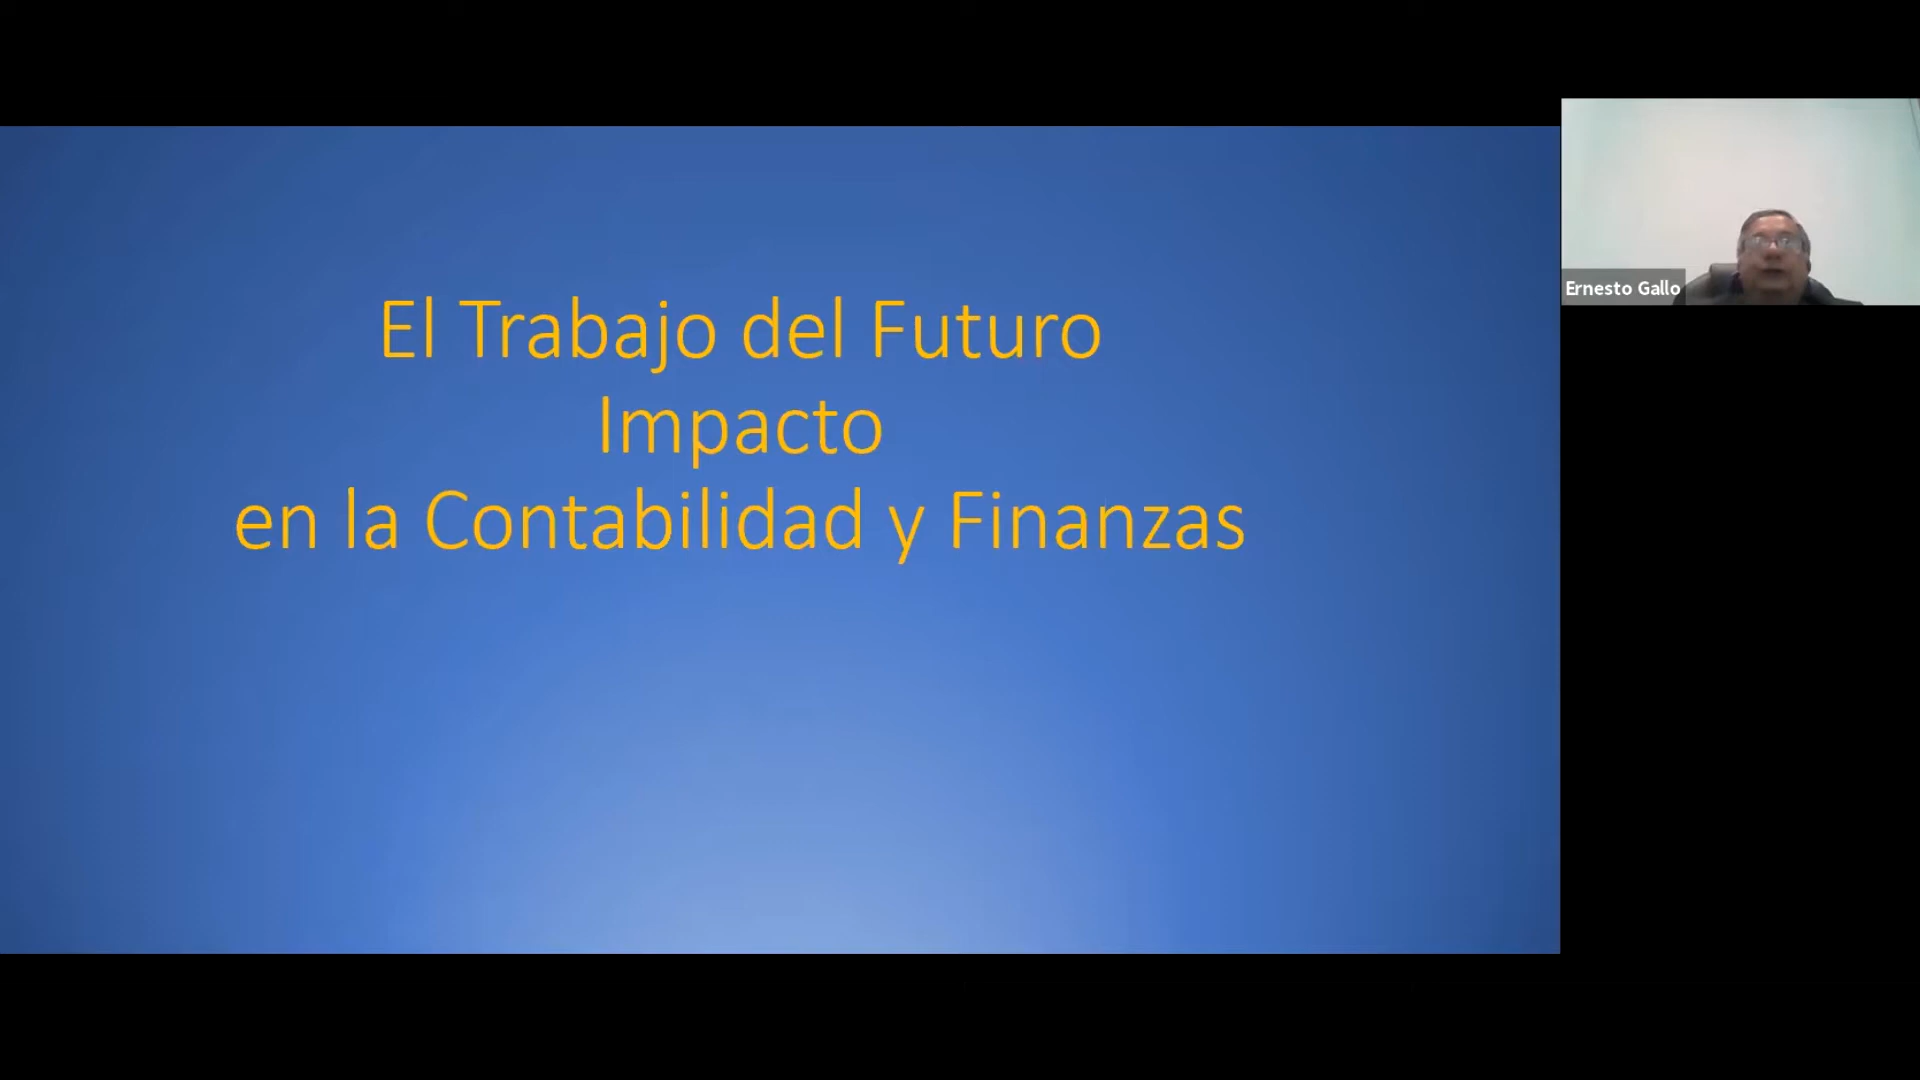 El Trabajo del Futuro
Impacto
en la Contabilidad y Finanzas
Ernesto Gallo